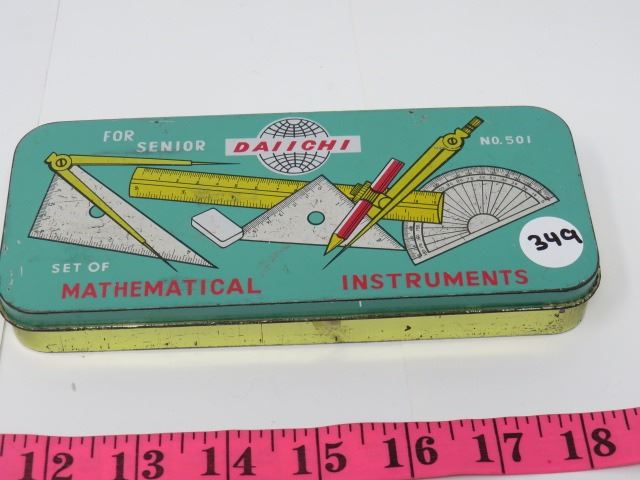 FOR SENIOR
DAIICHI
NO. 501
SET OF
MATHEMATICAL INSTRUMENTS
349
12 13 14 15 16 17 18